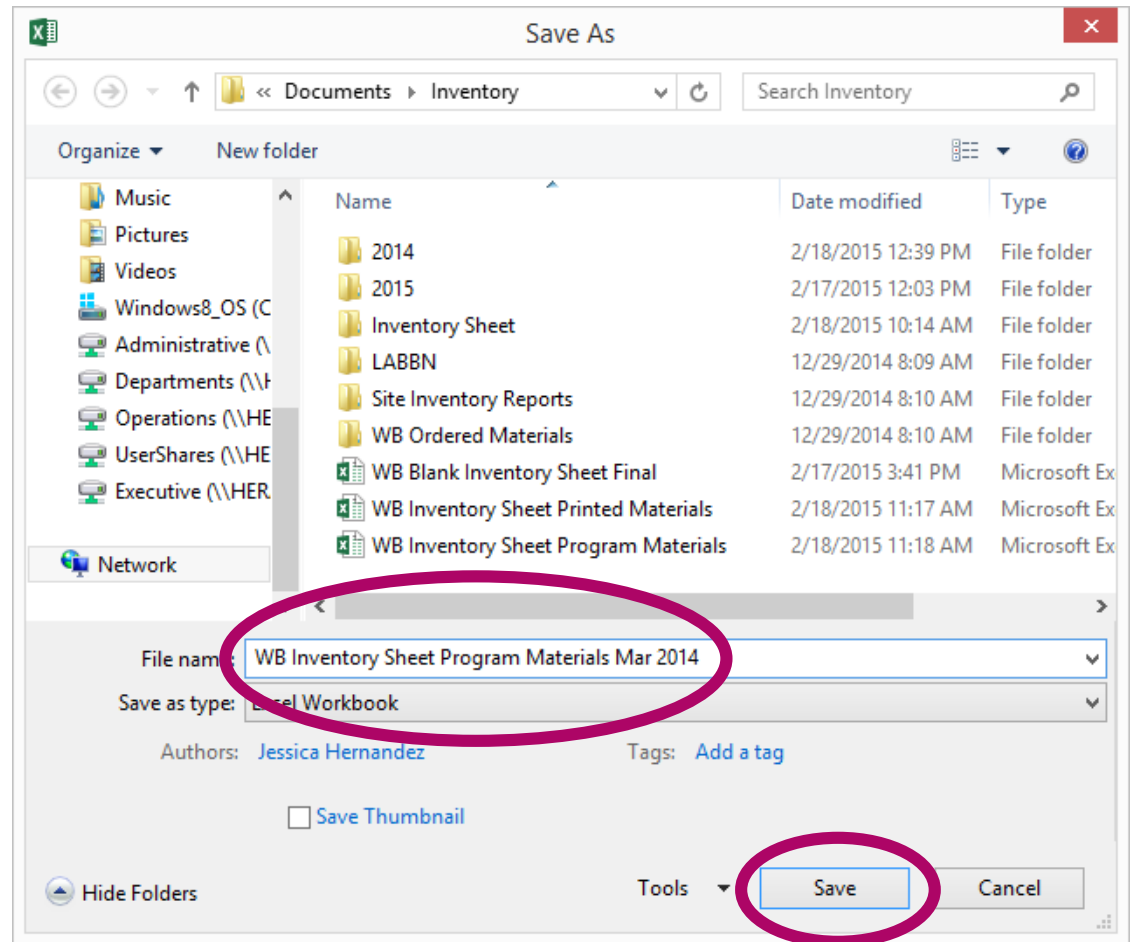 Save As
« Documents Inventory Search Inventory
Organize New folder
Music
Pictures
Videos
Windows8_OS (C
Administrative (\
Departments (\\H
Operations (\\HE
UserShares (\\HE
Executive (\\HER
Network
Name Date modified Type
2014 2/18/2015 12:39 PM File folder
2015 2/17/2015 12:03 PM File folder
Inventory Sheet 2/18/2015 10:14 AM File folder
LABBN 12/29/2014 8:09 AM File folder
Site Inventory Reports 12/29/2014 8:10 AM File folder
WB Ordered Materials 12/29/2014 8:10 AM File folder
WB Blank Inventory Sheet Final 2/17/2015 3:41 PM Microsoft Ex
WB Inventory Sheet Printed Materials 2/18/2015 11:17 AM Microsoft Ex
WB Inventory Sheet Program Materials 2/18/2015 11:18 AM Microsoft Ex
File name: WB Inventory Sheet Program Materials Mar 2014
Save as type: Excel Workbook
Authors: Jessica Hernandez Tags: Add a tag
Save Thumbnail
Hide Folders Tools Save Cancel